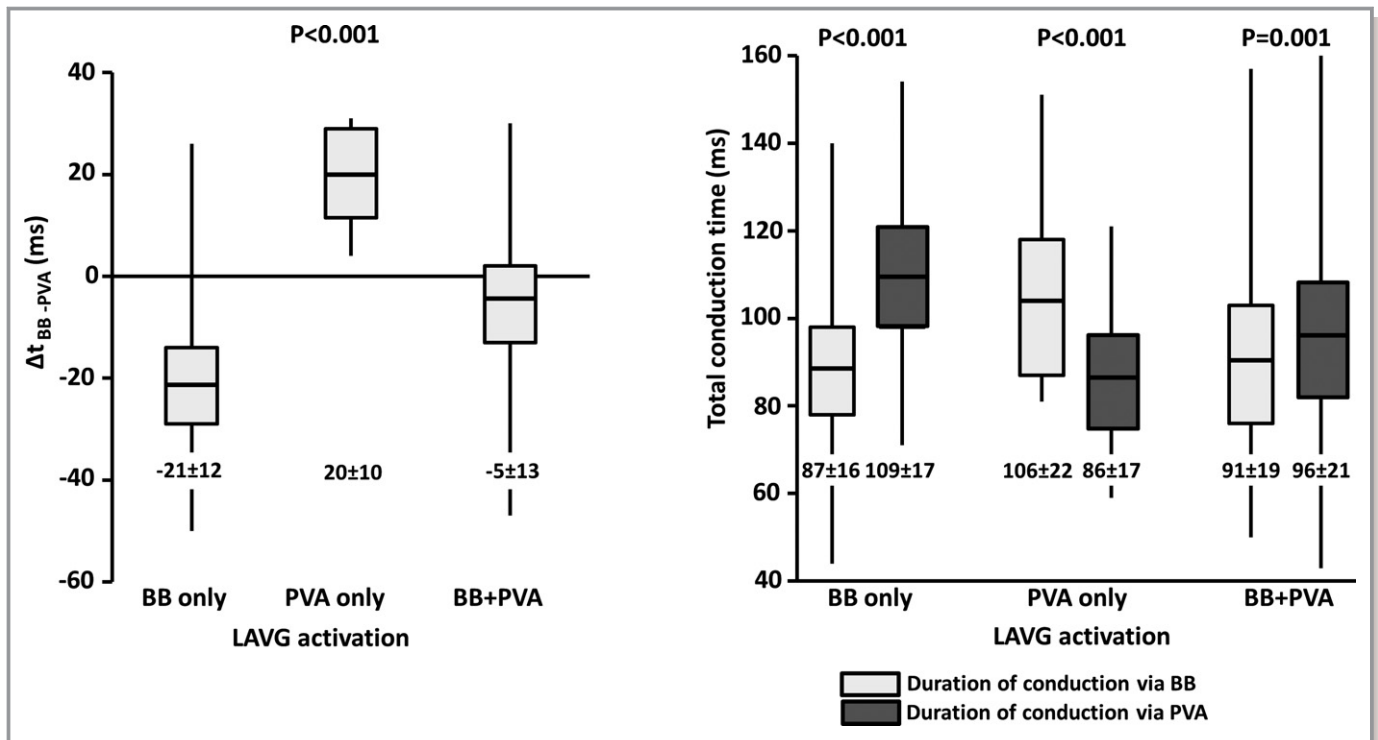 P<0.001
40
20
0
-20
-40
-60
Δt BB -PVA (ms)
-21±12
20±10
-5±13
BB only
PVA only
BB+PVA
LAVG activation
P<0.001
P<0.001
P=0.001
160
140
120
100
80
60
40
Total conduction time (ms)
87±16
109±17
106±22
86±17
91±19
96±21
BB only
PVA only
BB+PVA
LAVG activation
Duration of conduction via BB
Duration of conduction via PVA